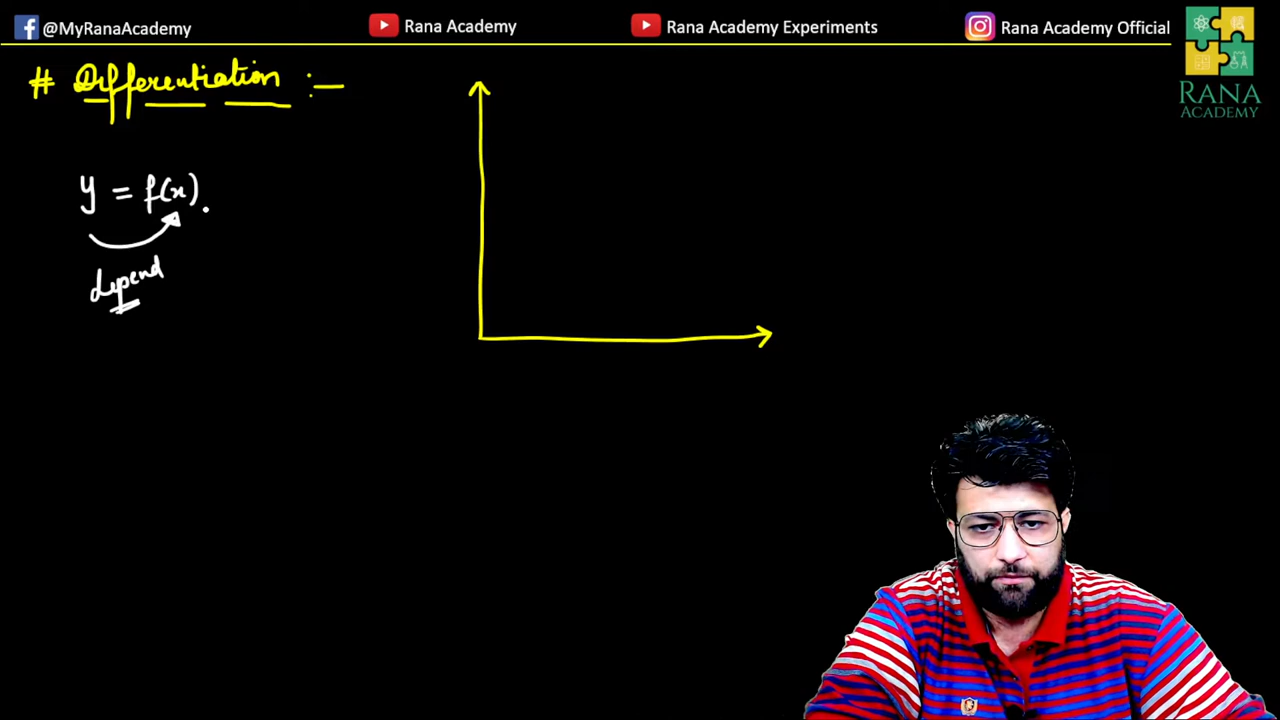 @MyRanaAcademy
Rana Academy
Rana Academy Experiments
Rana Academy Official
RANA
ACADEMY
# Differentiation :—
y = f(x).
depend